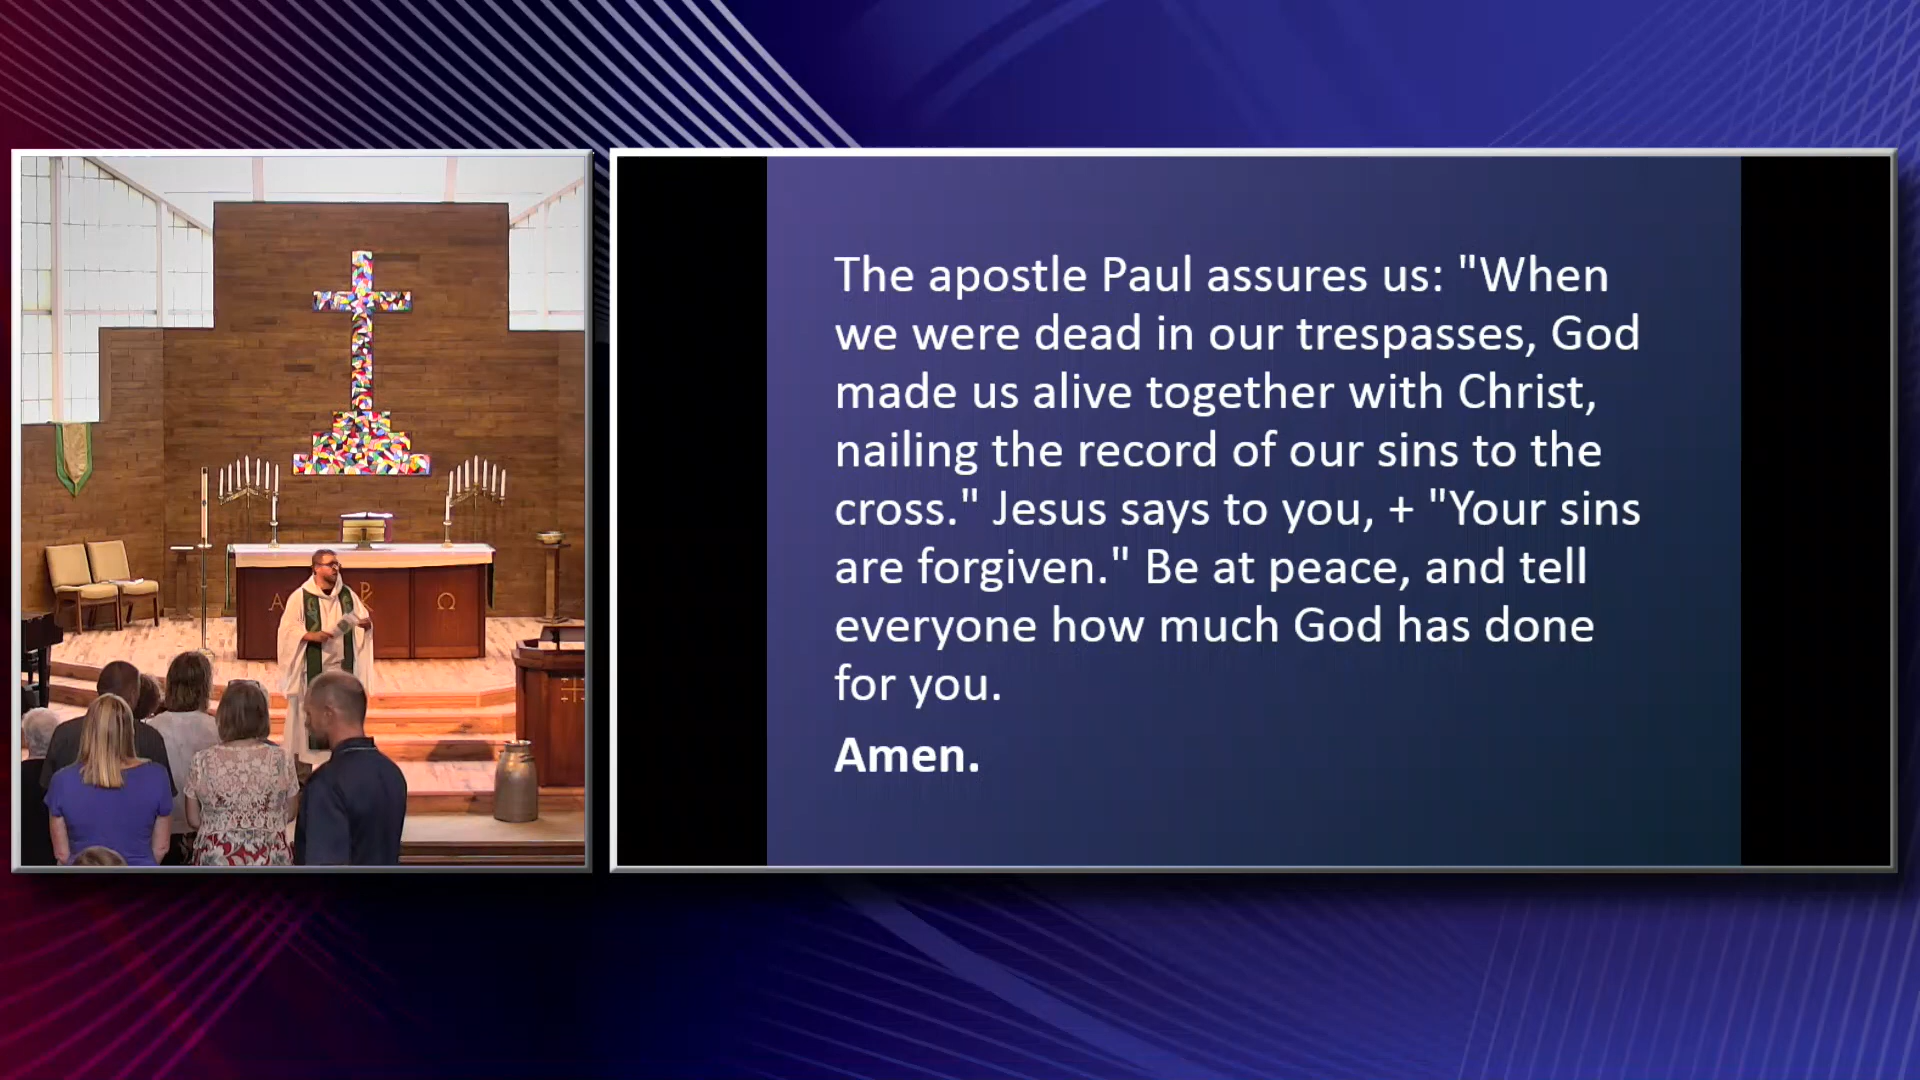 The apostle Paul assures us: "When
we were dead in our trespasses, God
made us alive together with Christ,
nailing the record of our sins to the
cross." Jesus says to you, + "Your sins
are forgiven." Be at peace, and tell
everyone how much God has done
for you.
Amen.
Α ☧ Ω